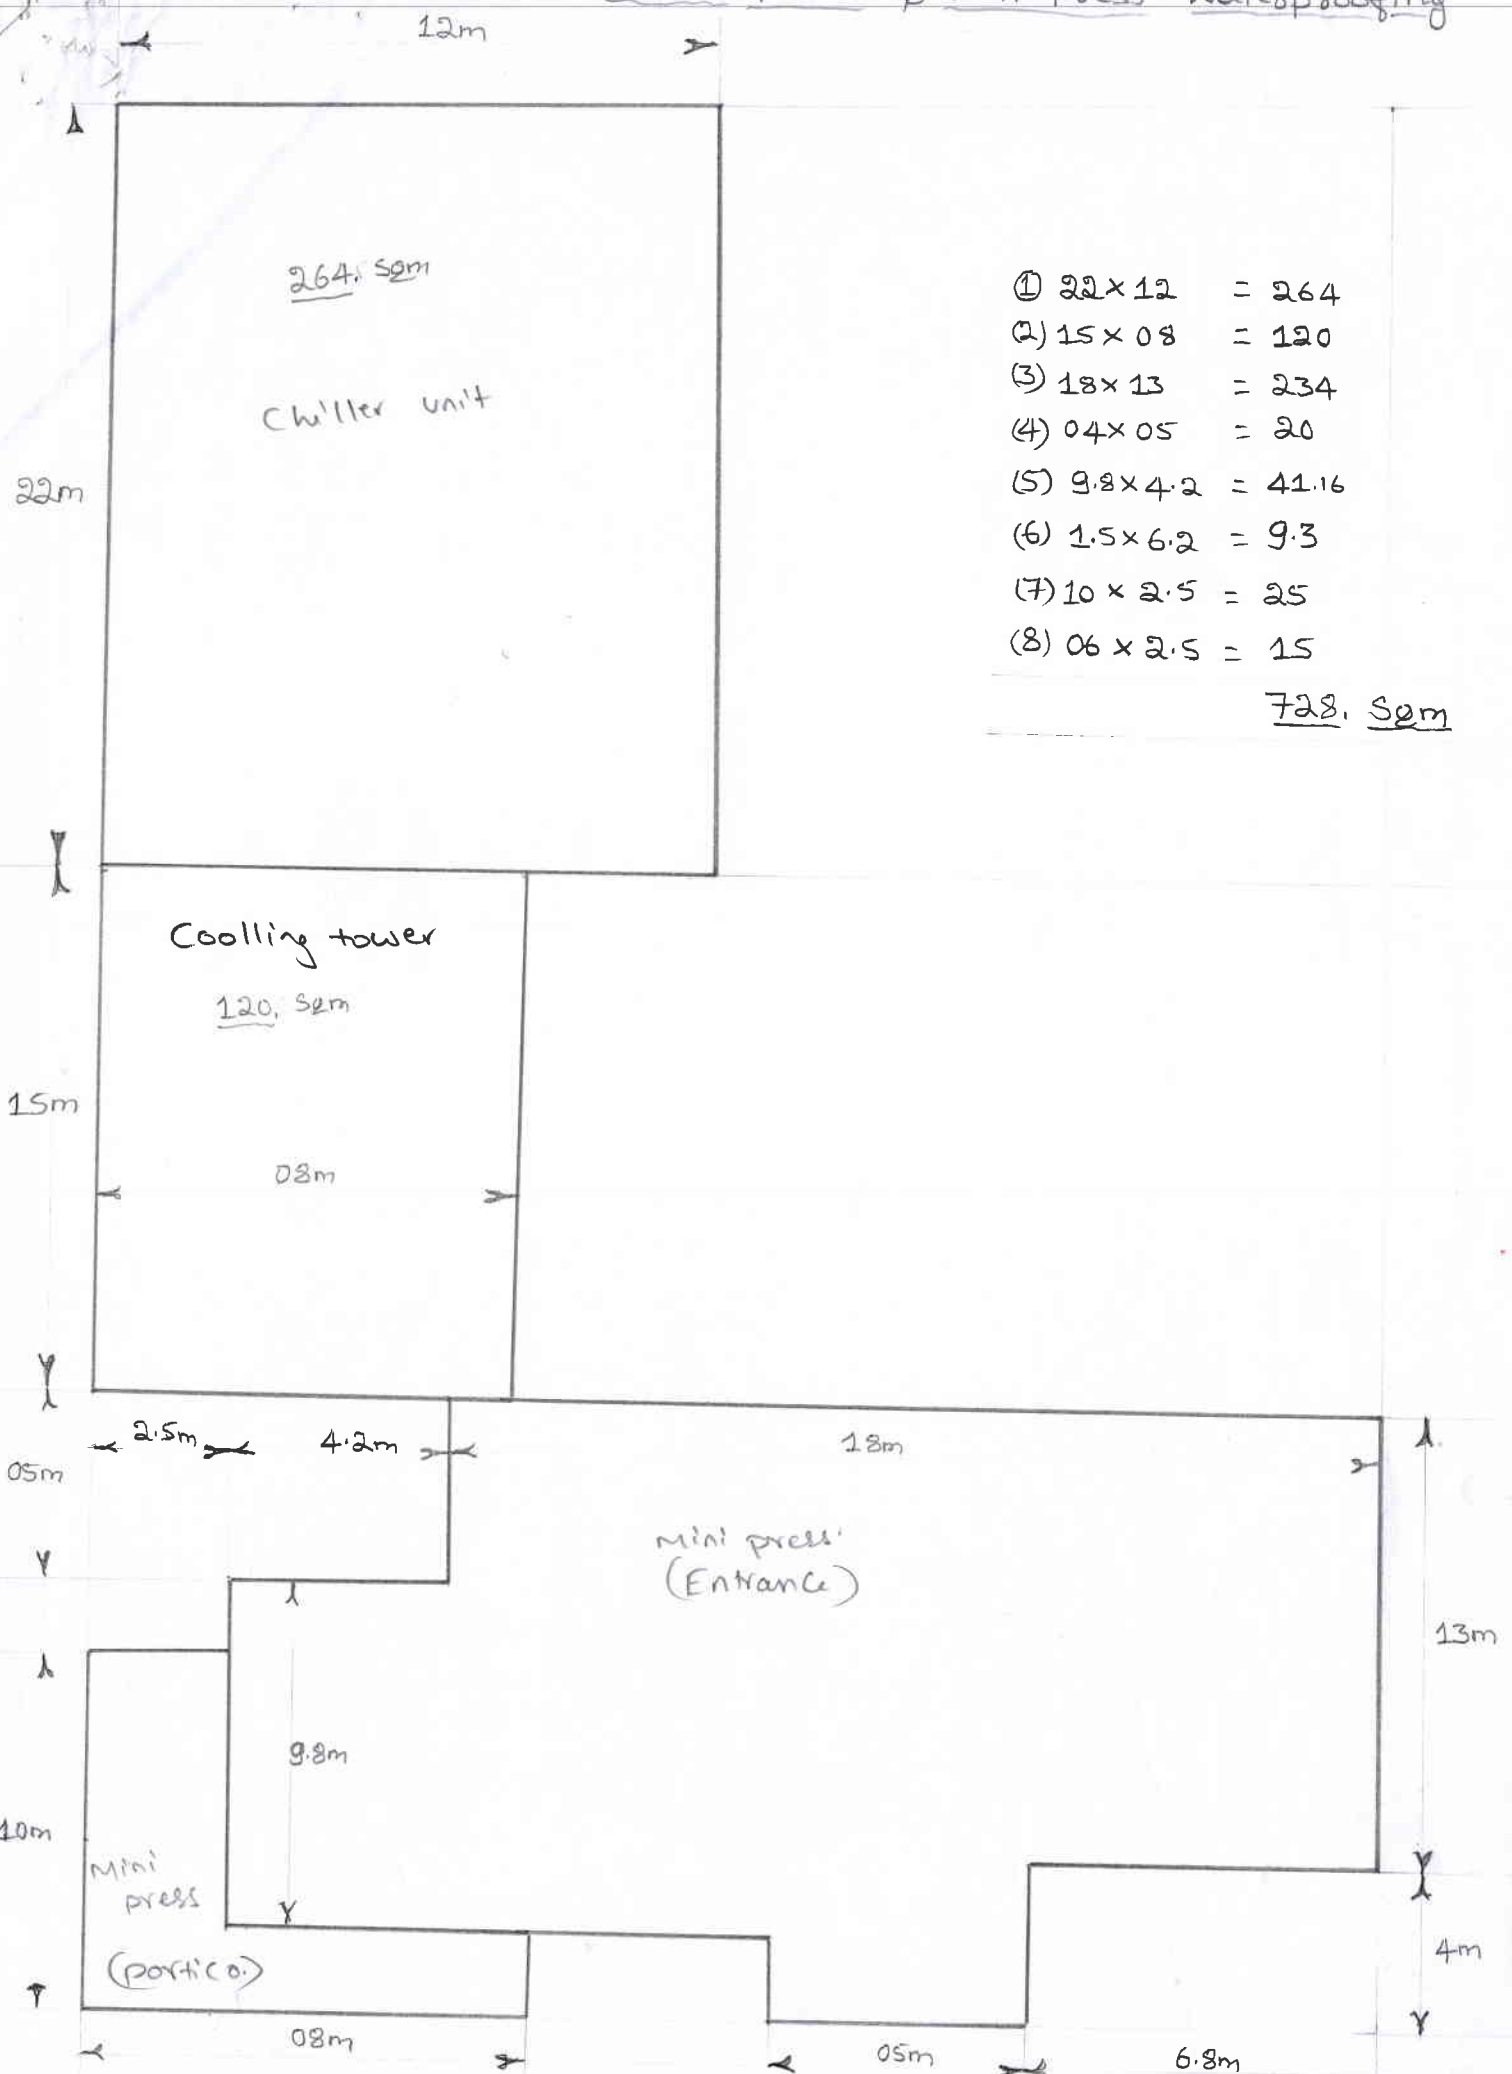 Press Waterproofing
12m
264. Sqm
Chiller unit
22m
① 22×12 = 264
(2) 15×08 = 120
(3) 18×13 = 234
(4) 04×05 = 20
(5) 9.8×4.2 = 41.16
(6) 1.5×6.2 = 9.3
(7) 10 × 2.5 = 25
(8) 06 × 2.5 = 15
728. Sqm
Coolling tower
120. Sqm
15m
08m
2.5m
4.2m
18m
05m
Mini press
(Entrance)
13m
9.8m
10m
Mini
press
(portico.)
4m
08m
05m
6.8m